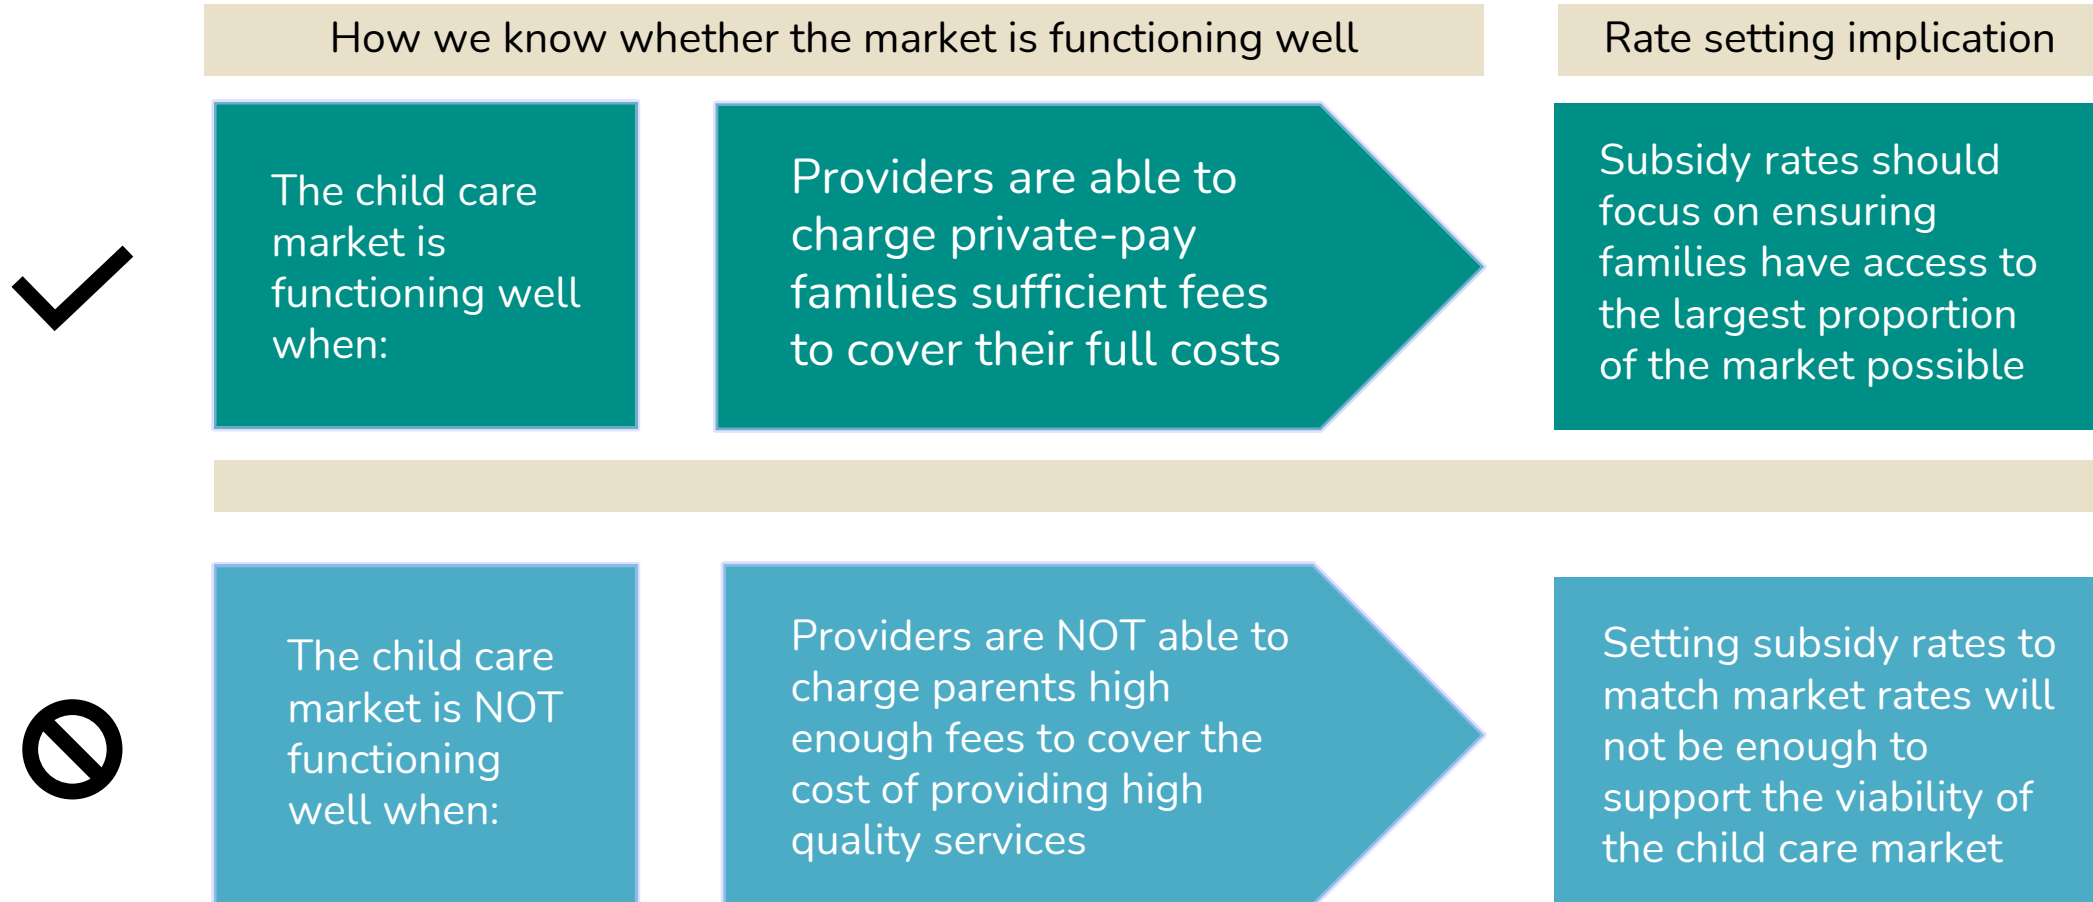 How we know whether the market is functioning well
Rate setting implication
The child care
market is
functioning well
when:
Providers are able to
charge private-pay
families sufficient fees
to cover their full costs
Subsidy rates should
focus on ensuring
families have access to
the largest proportion
of the market possible
The child care
market is NOT
functioning
well when:
Providers are NOT able to
charge parents high
enough fees to cover the
cost of providing high
quality services
Setting subsidy rates to
match market rates will
not be enough to
support the viability of
the child care market